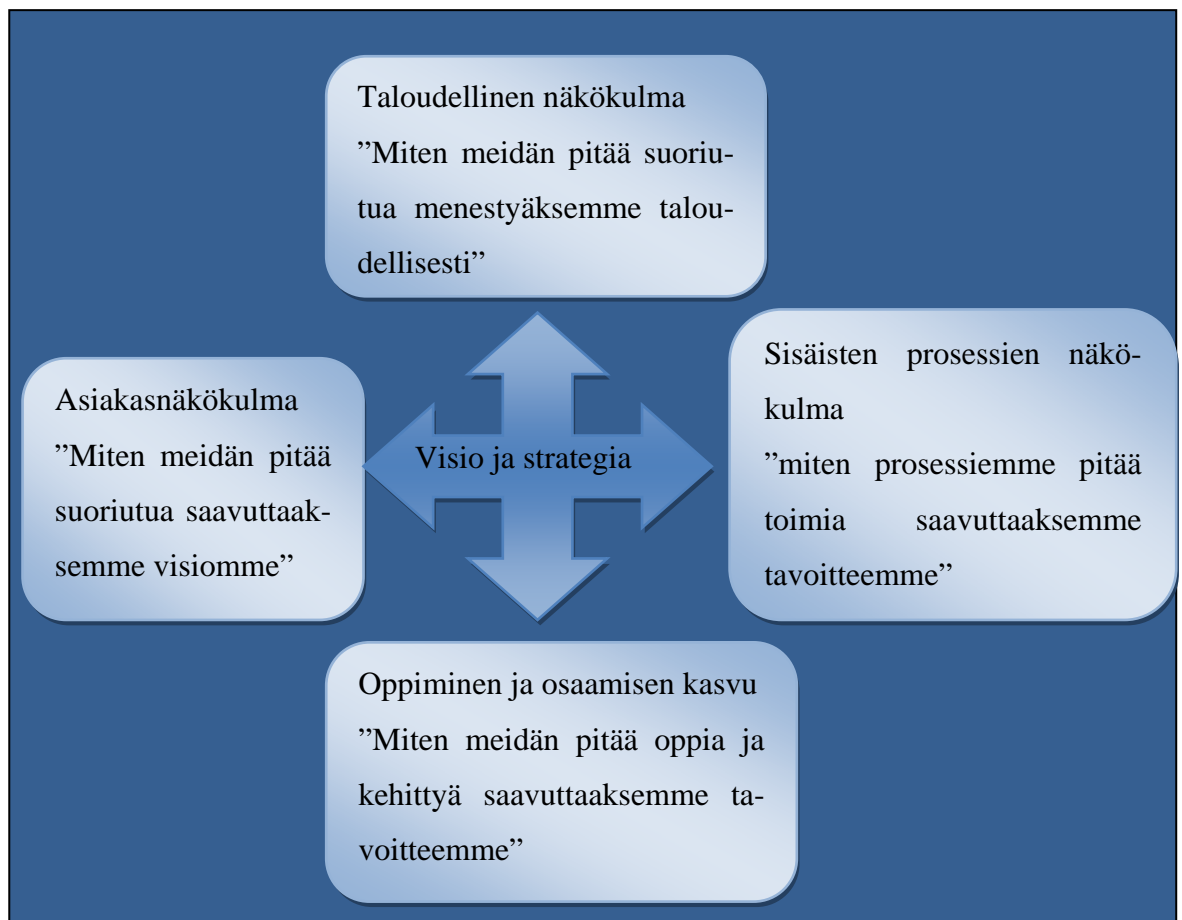 Taloudellinen näkökulma
”Miten meidän pitää suoriu-
tua menestyäksemme talou-
dellisesti”
Asiakasnäkökulma
”Miten meidän pitää
suoriutua saavuttaak-
semme visiomme”
Visio ja strategia
Sisäisten prosessien näkö-
kulma
”miten prosessiemme pitää
toimia saavuttaaksemme
tavoitteemme”
Oppiminen ja osaamisen kasvu
”Miten meidän pitää oppia ja
kehittyä saavuttaaksemme ta-
voitteemme”